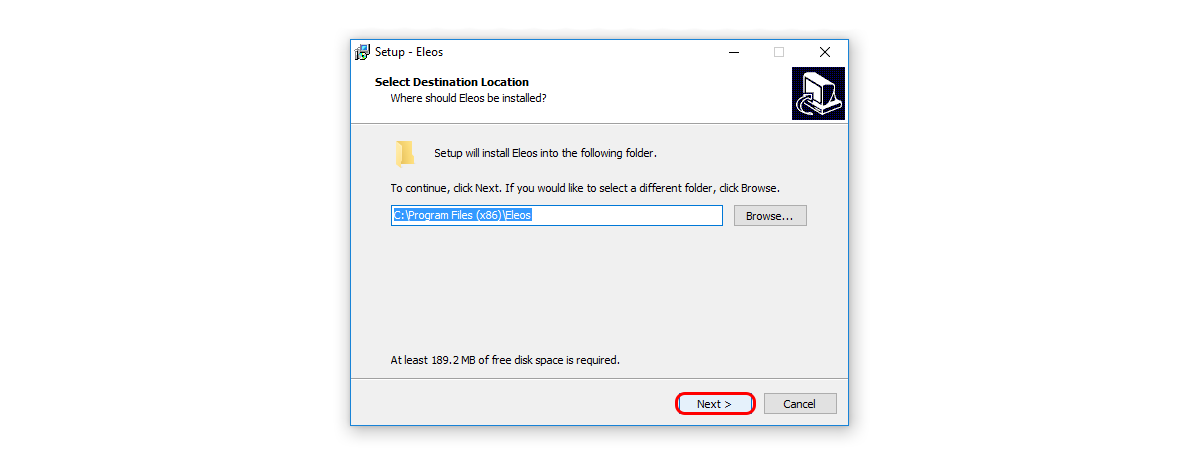 Setup - Eleos
Select Destination Location
Where should Eleos be installed?
Setup will install Eleos into the following folder.
To continue, click Next. If you would like to select a different folder, click Browse.
C:\Program Files (x86)\Eleos
Browse...
At least 189.2 MB of free disk space is required.
Next >
Cancel